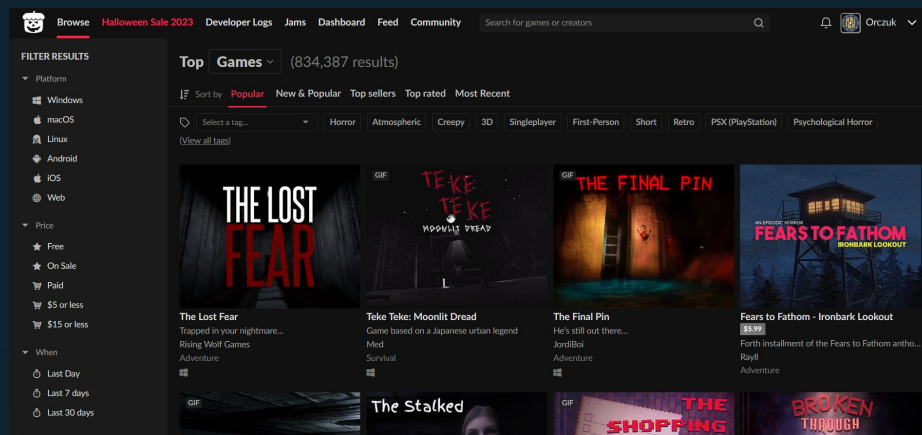 Browse Halloween Sale 2023 Developer Logs Jams Dashboard Feed Community Search for games or creators Orczuk
FILTER RESULTS
Platform
Windows
macOS
Linux
Android
iOS
Web
Price
Free
On Sale
Paid
$5 or less
$15 or less
When
Last Day
Last 7 days
Last 30 days
Top Games (834,387 results)
Sort by Popular New & Popular Top sellers Top rated Most Recent
Select a tag... Horror Atmospheric Creepy 3D Singleplayer First-Person Short Retro PSX (PlayStation) Psychological Horror
(View all tags)
THE LOST
FEAR
The Lost Fear
Trapped in your nightmare...
Rising Wolf Games
Adventure
GIF
TEKE
TEKE
MOONLIT DREAD
Teke Teke: Moonlit Dread
Game based on a Japanese urban legend
Med
Survival
GIF
THE FINAL PIN
The Final Pin
He's still out there...
JordiBoi
Adventure
AN EPISODIC HORROR
FEARS TO FATHOM
IRONBARK LOOKOUT
Fears to Fathom - Ironbark Lookout
$5.99
Forth installment of the Fears to Fathom antho...
Rayll
Adventure
GIF
The Stalked
GIF
THE
SHOPPING
BROKEN
THROUGH